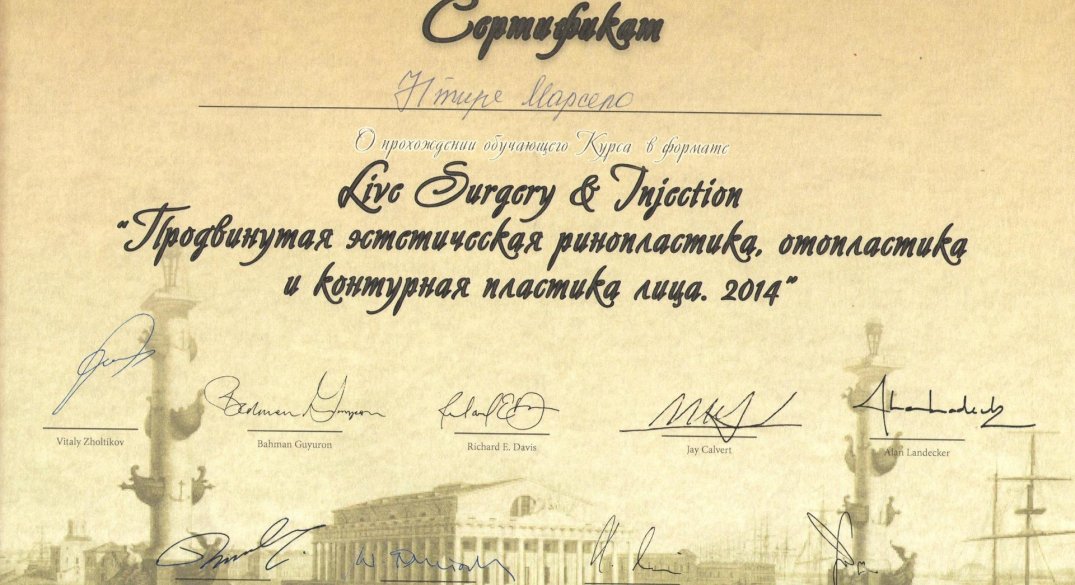 Сертификат
Нтире Марсело
О прохождении обучающего Курса в формате
Live Surgery & Injection
"Продвинутая эстетическая ринопластика, отопластика
и контурная пластика лица. 2014"
Vitaly Zholtikov
Bahman Guyuron
Richard E. Davis
Jay Calvert
Alan Landecker